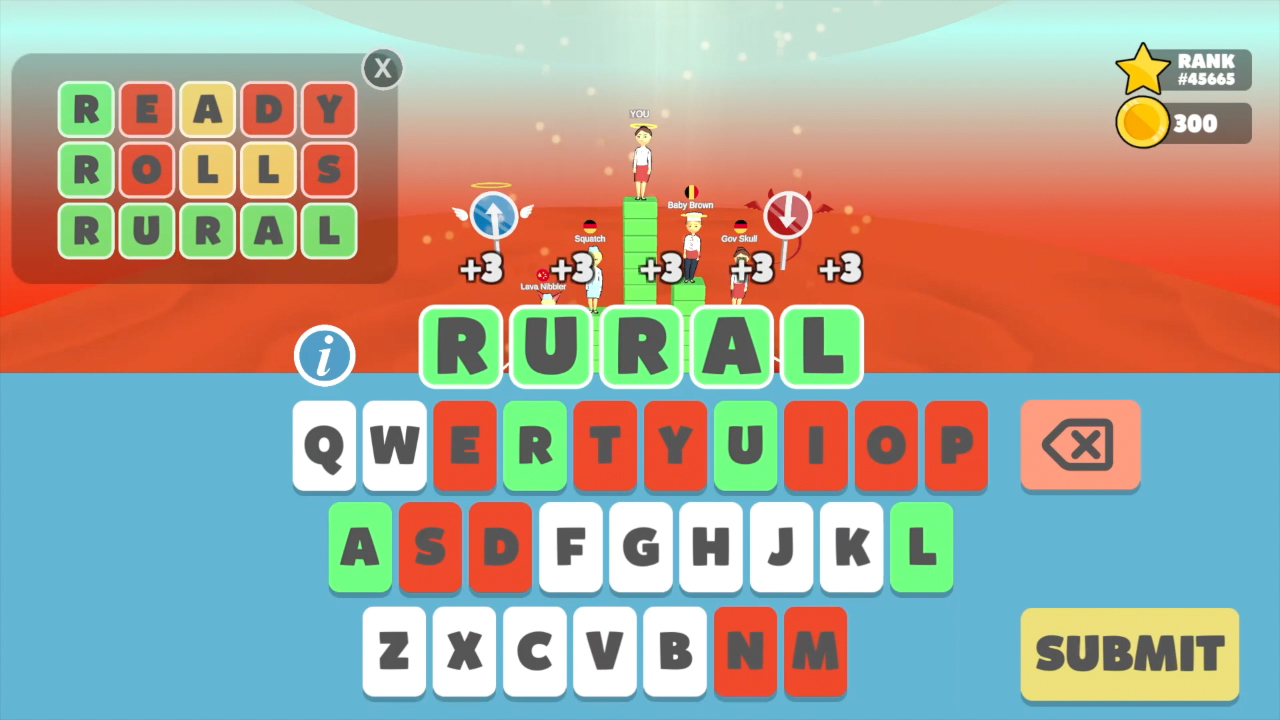 READY
ROLLS
RURAL
X
RANK
#45665
300
YOU
Baby Brown
Squatch
Gov Skull
Lava Nibbler
+3 +3 +3 +3 +3
i
RURAL
QWERTYUIOP
ASDFGHJKL
ZXCVBNM
SUBMIT